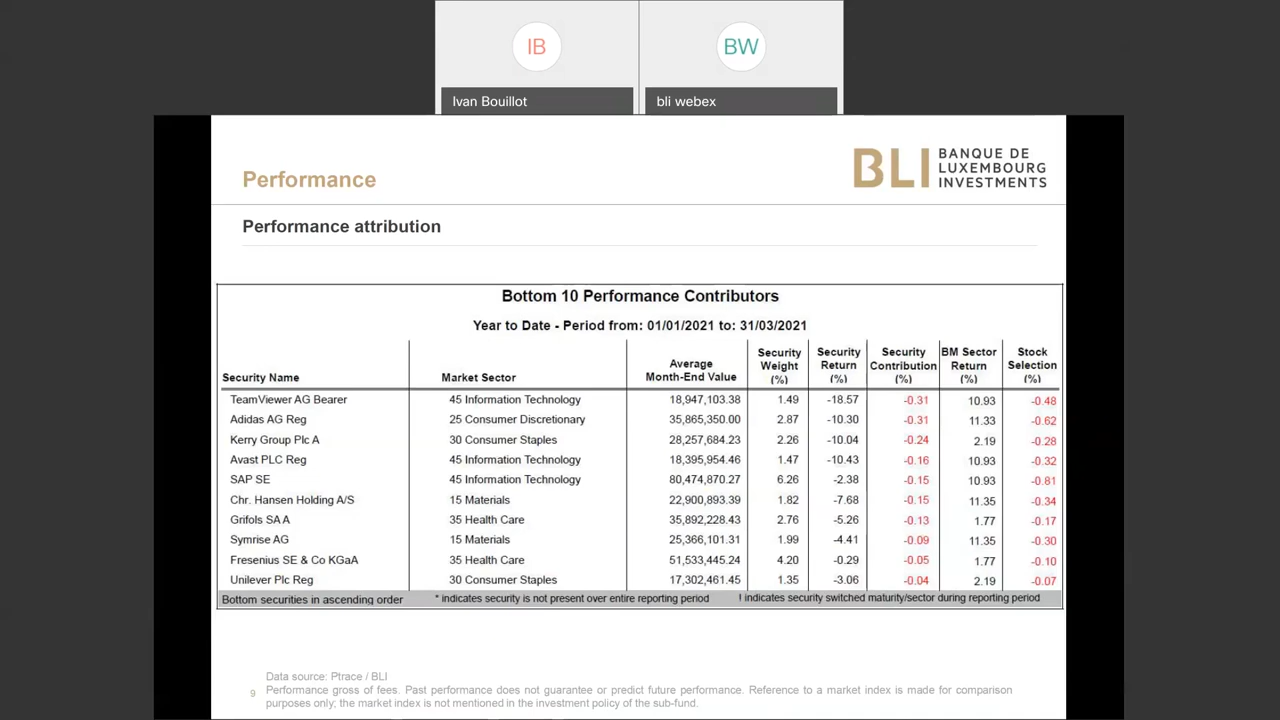 IB
BW
Ivan Bouillot
bli webex
Performance
BLI BANQUE DE
LUXEMBOURG
INVESTMENTS
Performance attribution
Bottom 10 Performance Contributors
Year to Date - Period from: 01/01/2021 to: 31/03/2021
Security Name Market Sector Average Month-End Value Security Weight (%) Security Return (%) Security Contribution (%) BM Sector Return (%) Stock Selection (%)
TeamViewer AG Bearer 45 Information Technology 18,947,103.38 1.49 -18.57 -0.31 10.93 -0.48
Adidas AG Reg 25 Consumer Discretionary 35,865,350.00 2.87 -10.30 -0.31 11.33 -0.62
Kerry Group Plc A 30 Consumer Staples 28,257,684.23 2.26 -10.04 -0.24 2.19 -0.28
Avast PLC Reg 45 Information Technology 18,395,954.46 1.47 -10.43 -0.16 10.93 -0.32
SAP SE 45 Information Technology 80,474,870.27 6.26 -2.38 -0.15 10.93 -0.81
Chr. Hansen Holding A/S 15 Materials 22,900,893.39 1.82 -7.68 -0.15 11.35 -0.34
Grifols SA A 35 Health Care 35,892,228.43 2.76 -5.26 -0.13 1.77 -0.17
Symrise AG 15 Materials 25,366,101.31 1.99 -4.41 -0.09 11.35 -0.30
Fresenius SE & Co KGaA 35 Health Care 51,533,445.24 4.20 -0.29 -0.05 1.77 -0.10
Unilever Plc Reg 30 Consumer Staples 17,302,461.45 1.35 -3.06 -0.04 2.19 -0.07
Bottom securities in ascending order * indicates security is not present over entire reporting period ! indicates security switched maturity/sector during reporting period
Data source: Ptrace / BLI
9 Performance gross of fees. Past performance does not guarantee or predict future performance. Reference to a market index is made for comparison
purposes only; the market index is not mentioned in the investment policy of the sub-fund.